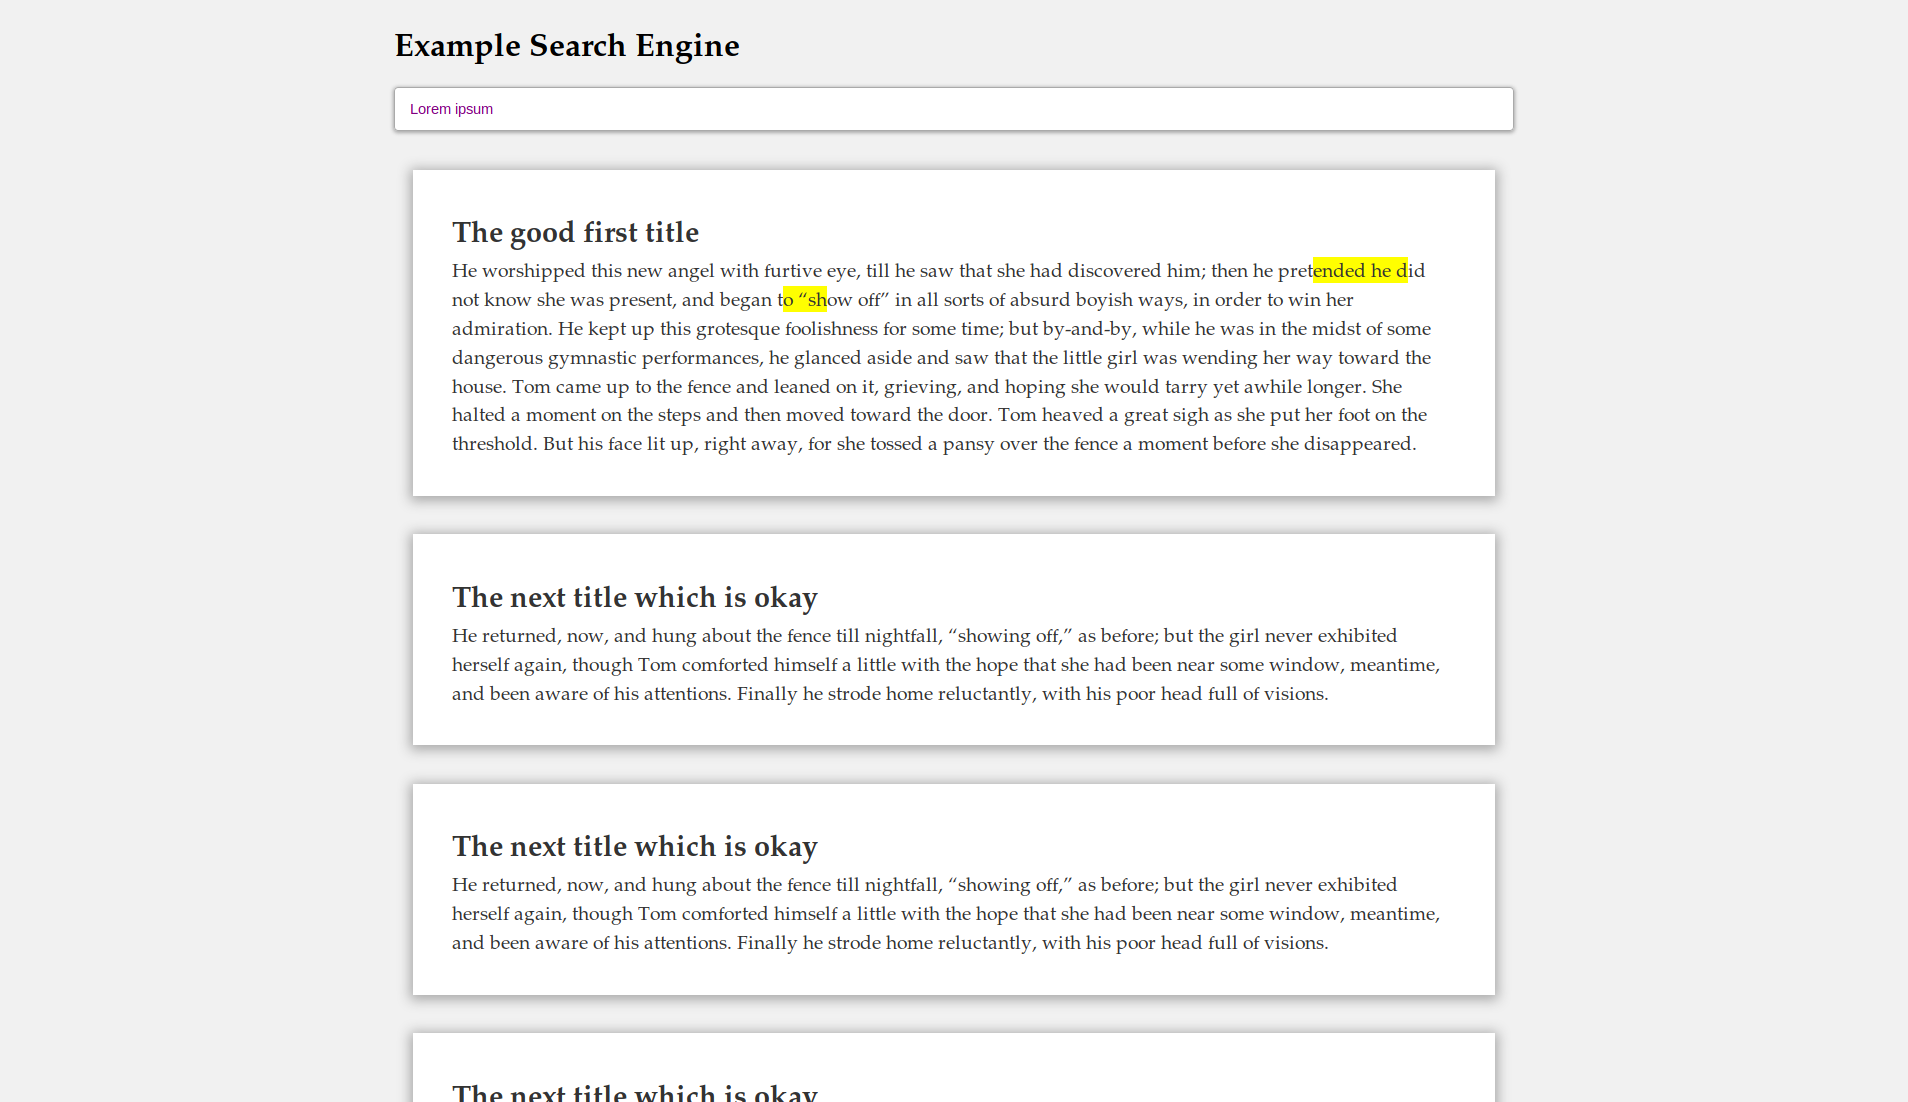 Example Search Engine
Lorem ipsum
The good first title
He worshipped this new angel with furtive eye, till he saw that she had discovered him; then he pretended he did
not know she was present, and began to “show off” in all sorts of absurd boyish ways, in order to win her
admiration. He kept up this grotesque foolishness for some time; but by-and-by, while he was in the midst of some
dangerous gymnastic performances, he glanced aside and saw that the little girl was wending her way toward the
house. Tom came up to the fence and leaned on it, grieving, and hoping she would tarry yet awhile longer. She
halted a moment on the steps and then moved toward the door. Tom heaved a great sigh as she put her foot on the
threshold. But his face lit up, right away, for she tossed a pansy over the fence a moment before she disappeared.
The next title which is okay
He returned, now, and hung about the fence till nightfall, “showing off,” as before; but the girl never exhibited
herself again, though Tom comforted himself a little with the hope that she had been near some window, meantime,
and been aware of his attentions. Finally he strode home reluctantly, with his poor head full of visions.
The next title which is okay
He returned, now, and hung about the fence till nightfall, “showing off,” as before; but the girl never exhibited
herself again, though Tom comforted himself a little with the hope that she had been near some window, meantime,
and been aware of his attentions. Finally he strode home reluctantly, with his poor head full of visions.
The next title which is okay